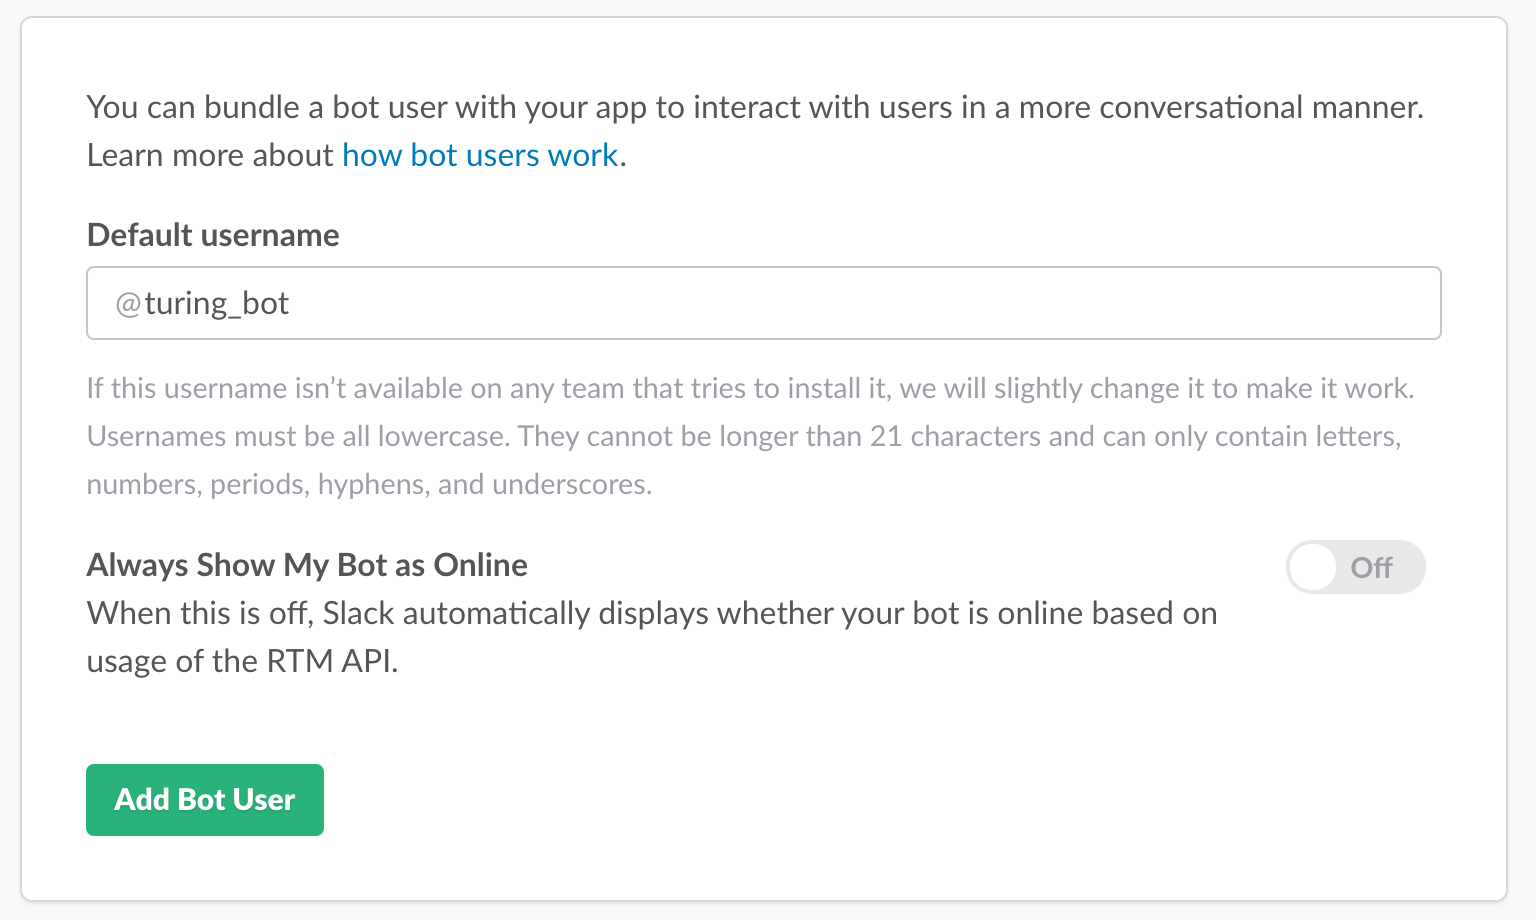 You can bundle a bot user with your app to interact with users in a more conversational manner.
Learn more about how bot users work.
Default username
@turing_bot
If this username isn’t available on any team that tries to install it, we will slightly change it to make it work.
Usernames must be all lowercase. They cannot be longer than 21 characters and can only contain letters,
numbers, periods, hyphens, and underscores.
Always Show My Bot as Online
Off
When this is off, Slack automatically displays whether your bot is online based on
usage of the RTM API.
Add Bot User